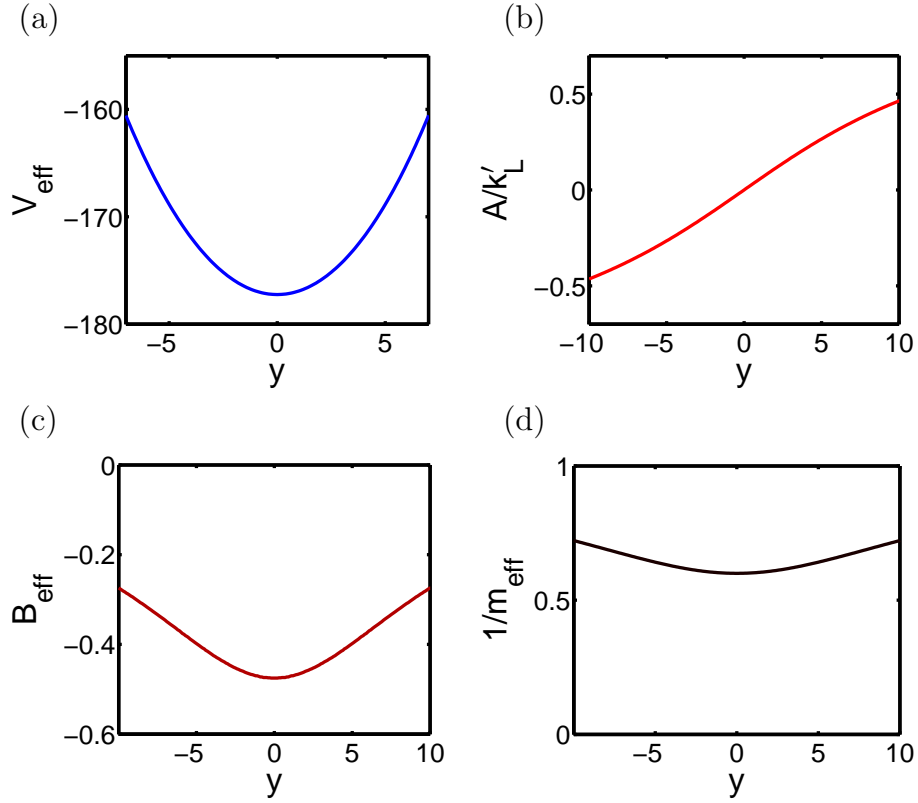 (a)
−160
−170
−180
V_eff
−5 0 5
y
(b)
0.5
0
−0.5
A/k′_L
−10 −5 0 5 10
y
(c)
0
−0.2
−0.4
−0.6
B_eff
−5 0 5 10
y
(d)
1
0.5
0
1/m_eff
−5 0 5 10
y